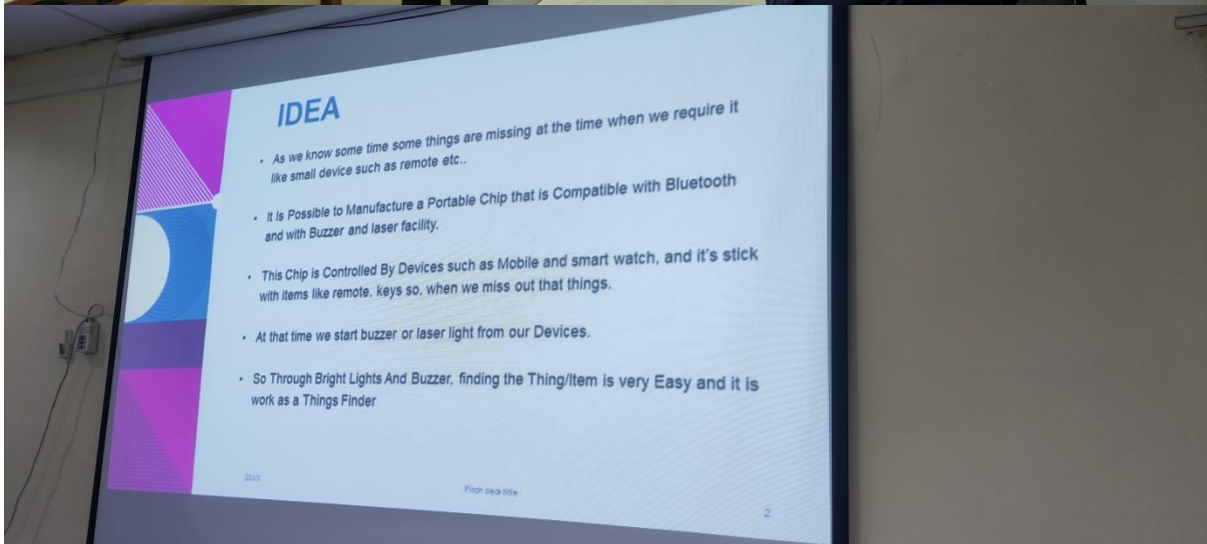 IDEA
• As we know some time some things are missing at the time when we require it
like small device such as remote etc..
• It Is Possible to Manufacture a Portable Chip that is Compatible with Bluetooth
and with Buzzer and laser facility.
• This Chip is Controlled By Devices such as Mobile and smart watch, and it's stick
with items like remote, keys so, when we miss out that things.
• At that time we start buzzer or laser light from our Devices.
• So Through Bright Lights And Buzzer, finding the Thing/Item is very Easy and it is
work as a Things Finder
20XX
Pitch deck title
2